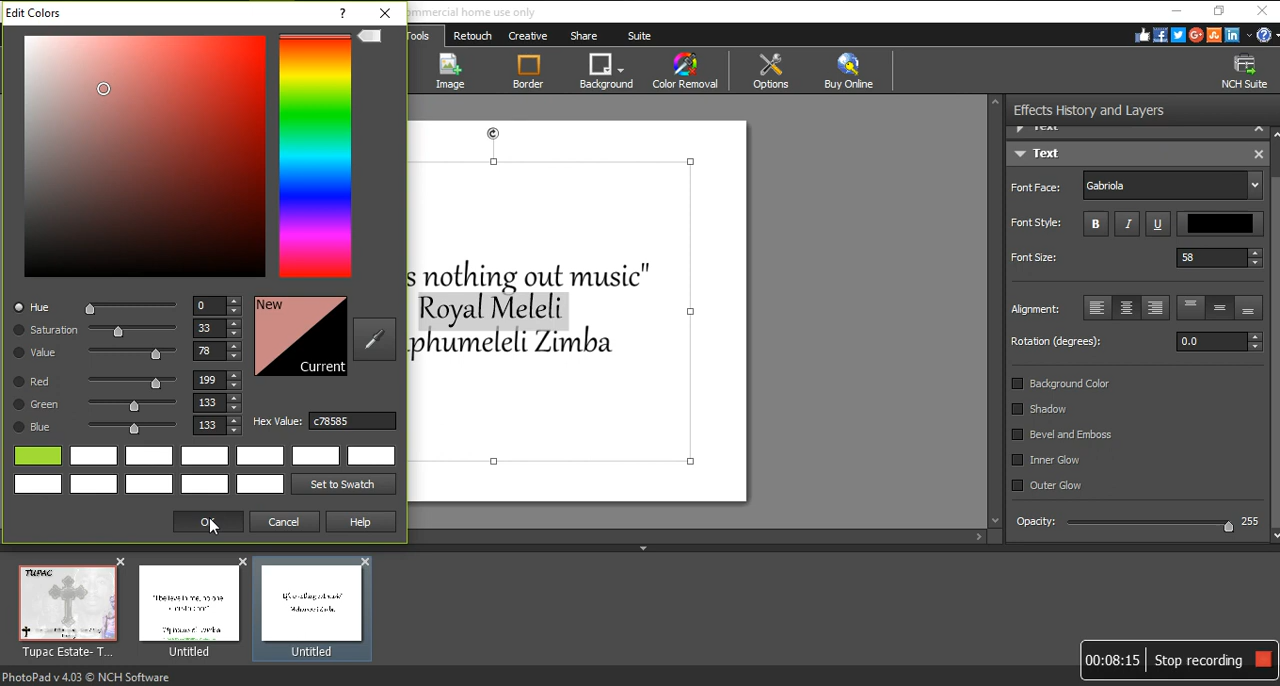 Edit Colors
?
ommercial home use only
Tools
Retouch
Creative
Share
Suite
Image
Border
Background
Color Removal
Options
Buy Online
NCH Suite
Effects History and Layers
Text
Text
Font Face:
Gabriola
Font Style:
B
I
U
Font Size:
58
Alignment:
Rotation (degrees):
0.0
Background Color
Shadow
Bevel and Emboss
Inner Glow
Outer Glow
Opacity:
255
s nothing out music"
Royal Meleli
phumeleli Zimba
Hue
0
Saturation
33
Value
78
Red
199
Green
133
Blue
133
New
Current
Hex Value:
c78585
Set to Swatch
OK
Cancel
Help
TUPAC
Tupac Estate- T...
Untitled
Untitled
00:08:15
Stop recording
PhotoPad v 4.03 © NCH Software